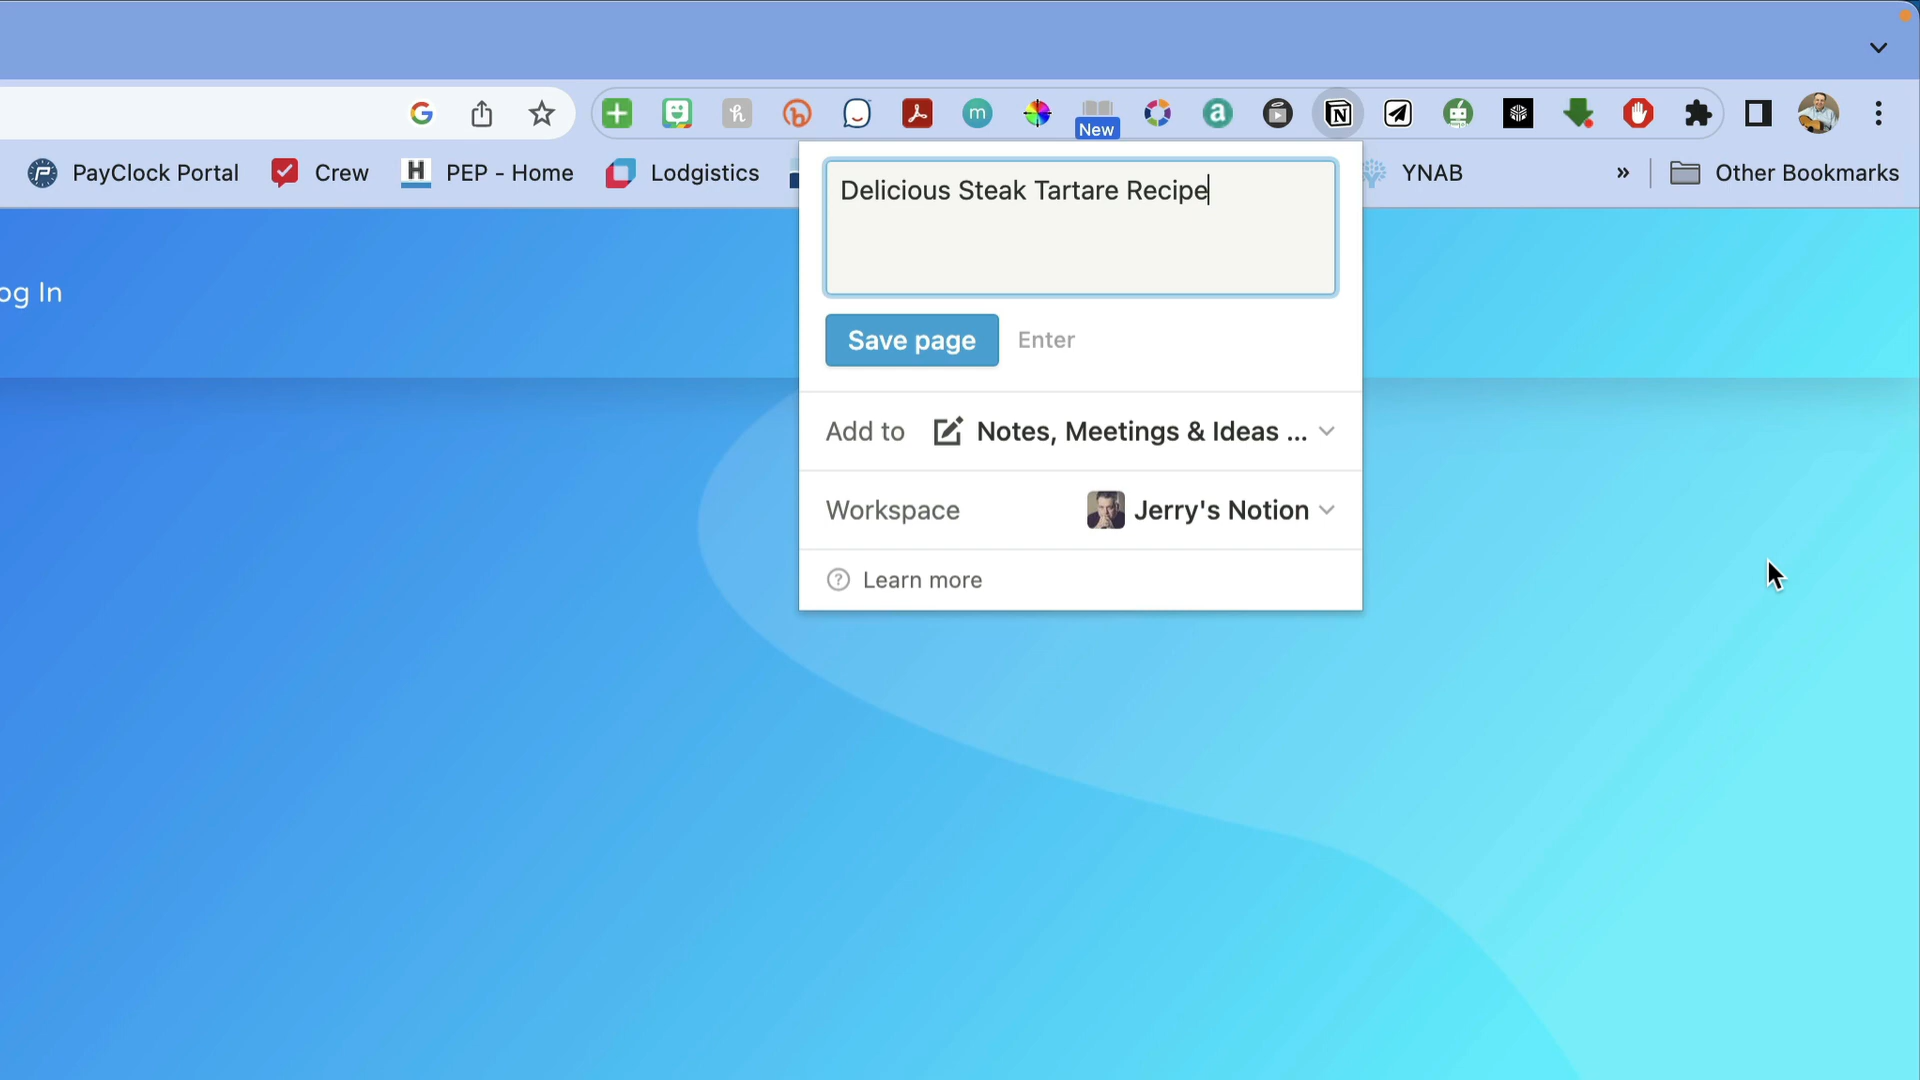 New
PayClock Portal
Crew
PEP - Home
Lodgistics
YNAB
»
Other Bookmarks
Delicious Steak Tartare Recipe
og In
Save page
Enter
Add to
Notes, Meetings & Ideas ...
Workspace
Jerry's Notion
Learn more